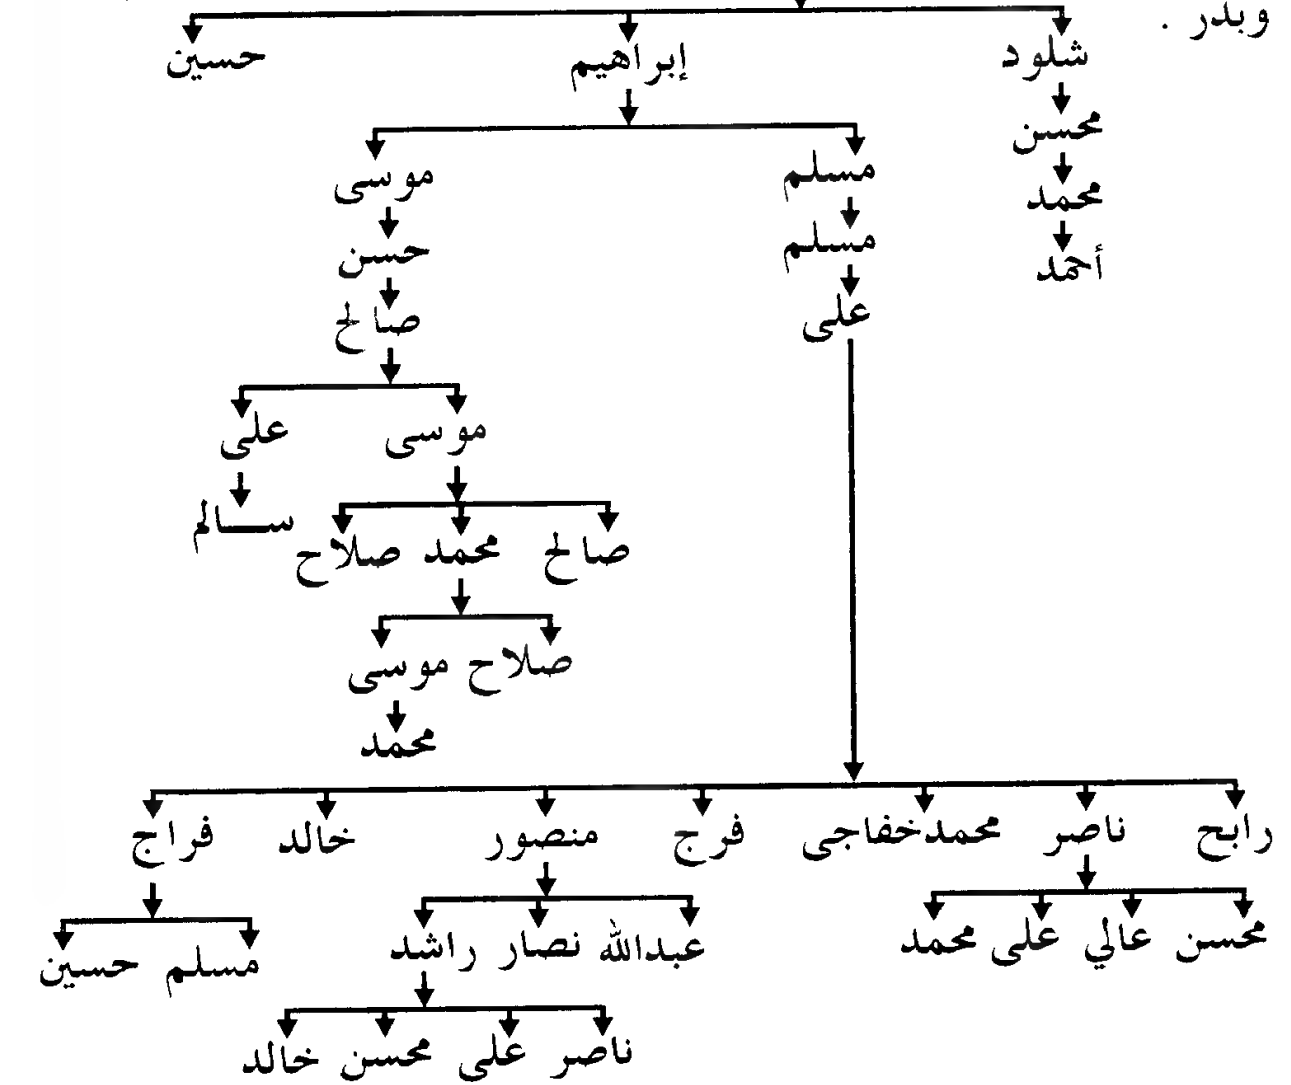 وبدر .
شلود إبراهيم حسين
محسن
مسلم موسى
محمد
مسلم حسن
أحمد
على صالح
موسى على
سالم
صالح محمد صلاح
صلاح موسى
محمد
رابح ناصر محمدخفاجى فرج منصور خالد فراج
محسن عالي على محمد عبدالله نصار راشد
مسلم حسين
ناصر على محسن خالد